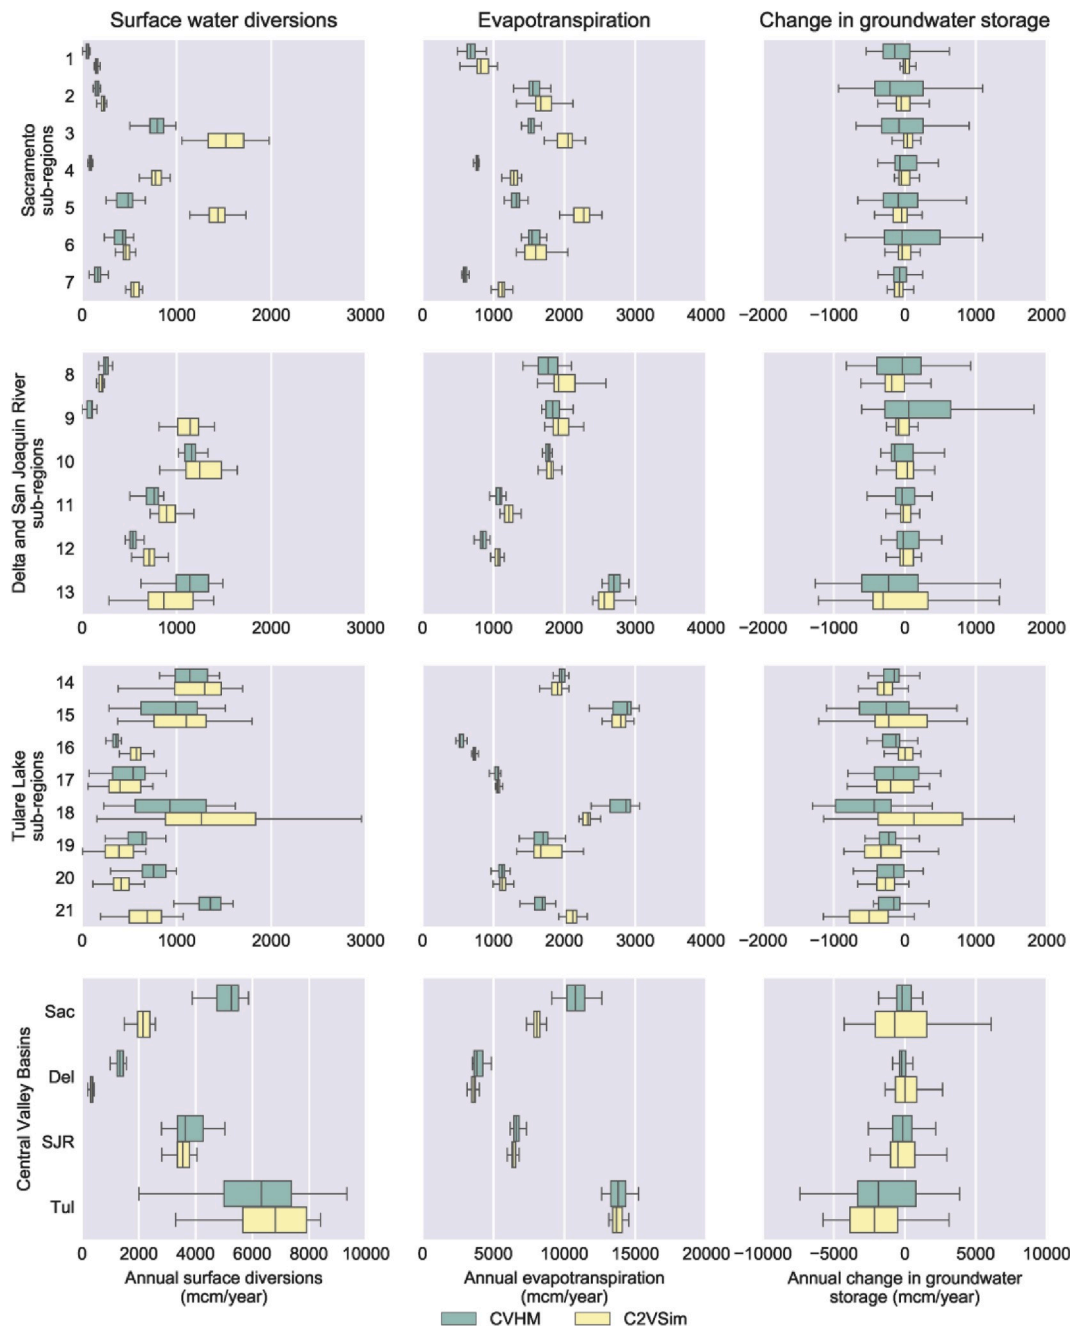 Surface water diversions
Evapotranspiration
Change in groundwater storage
Sacramento
sub-regions
1
2
3
4
5
6
7
0 1000 2000 3000
0 1000 2000 3000 4000
−2000 −1000 0 1000 2000
Delta and San Joaquin River
sub-regions
8
9
10
11
12
13
0 1000 2000 3000
0 1000 2000 3000 4000
−2000 −1000 0 1000 2000
Tulare Lake
sub-regions
14
15
16
17
18
19
20
21
0 1000 2000 3000
0 1000 2000 3000 4000
−2000 −1000 0 1000 2000
Central Valley Basins
Sac
Del
SJR
Tul
0 2000 4000 6000 8000 10000
0 5000 10000 15000 20000
−10000 −5000 0 5000 10000
Annual surface diversions
(mcm/year)
Annual evapotranspiration
(mcm/year)
Annual change in groundwater
storage (mcm/year)
CVHM
C2VSim